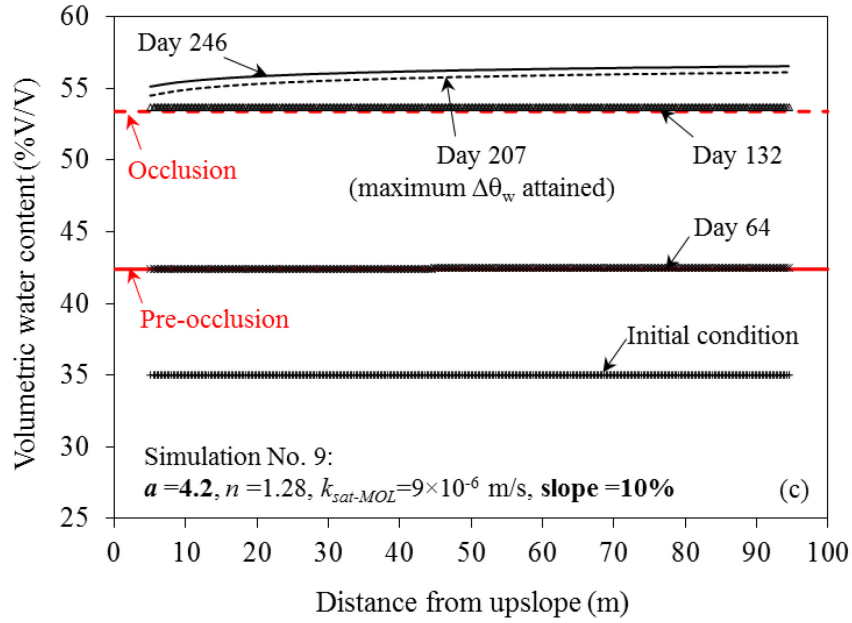 60
55
50
45
40
35
30
25
Volumetric water content (%V/V)
Day 246
Occlusion
Day 207
(maximum Δθw attained)
Day 132
Day 64
Pre-occlusion
Initial condition
Simulation No. 9:
a =4.2, n =1.28, ksat-MOL=9×10-6 m/s, slope =10%
(c)
0 10 20 30 40 50 60 70 80 90 100
Distance from upslope (m)